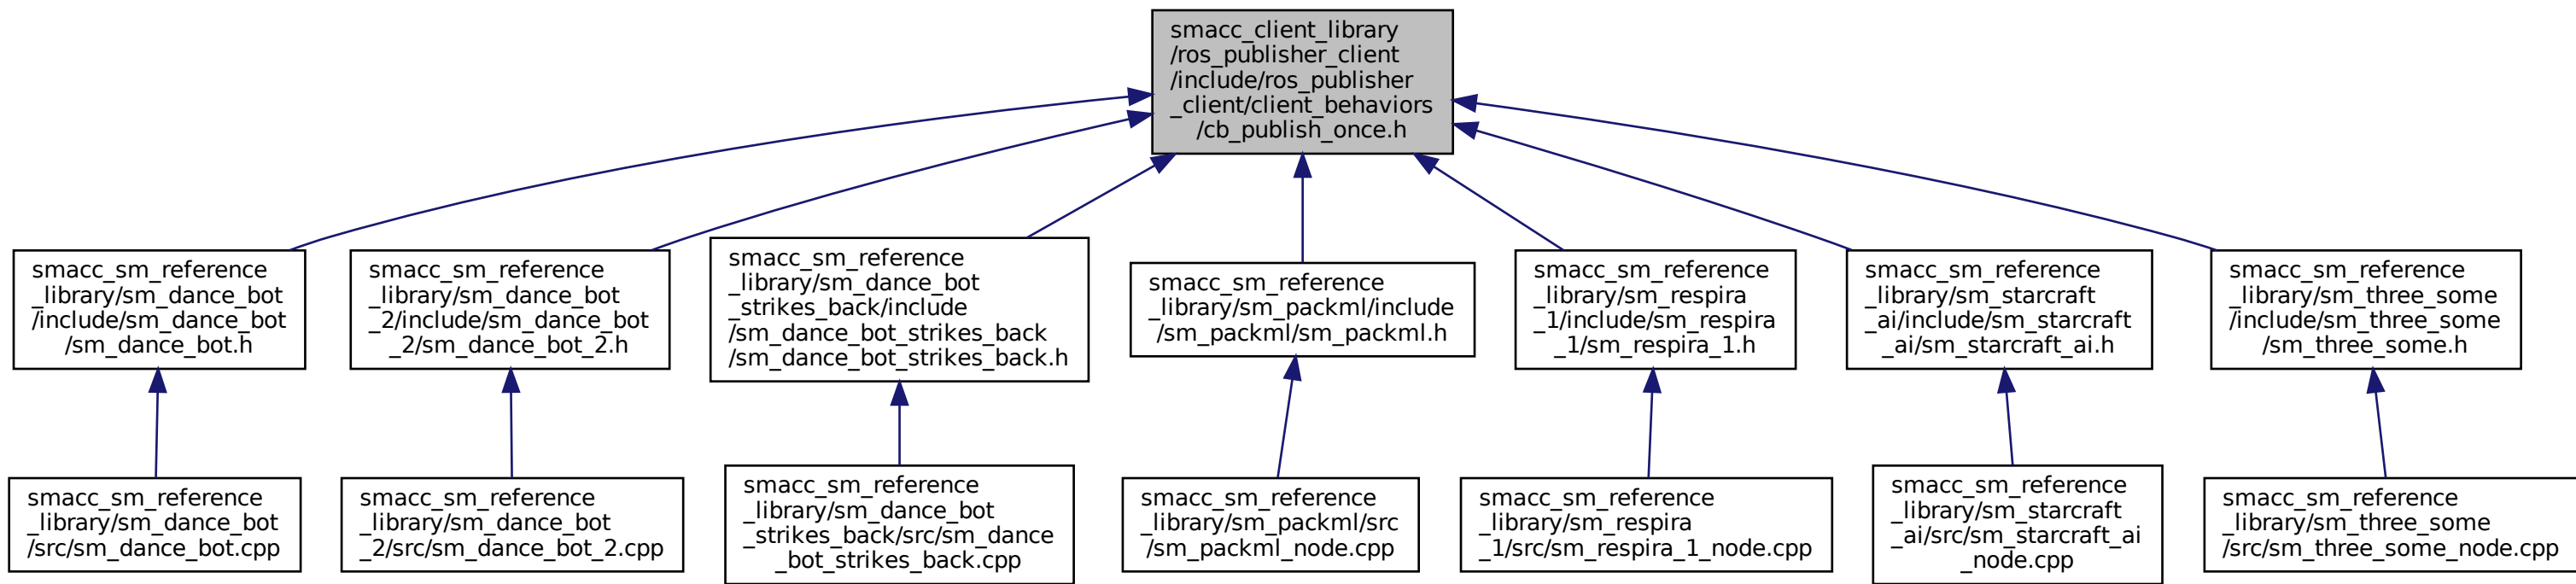 smacc_client_library
/ros_publisher_client
/include/ros_publisher
_client/client_behaviors
/cb_publish_once.h
smacc_sm_reference
_library/sm_dance_bot
/include/sm_dance_bot
/sm_dance_bot.h
smacc_sm_reference
_library/sm_dance_bot
_2/include/sm_dance_bot
_2/sm_dance_bot_2.h
smacc_sm_reference
_library/sm_dance_bot
_strikes_back/include
/sm_dance_bot_strikes_back
/sm_dance_bot_strikes_back.h
smacc_sm_reference
_library/sm_packml/include
/sm_packml/sm_packml.h
smacc_sm_reference
_library/sm_respira
_1/include/sm_respira
_1/sm_respira_1.h
smacc_sm_reference
_library/sm_starcraft
_ai/include/sm_starcraft
_ai/sm_starcraft_ai.h
smacc_sm_reference
_library/sm_three_some
/include/sm_three_some
/sm_three_some.h
smacc_sm_reference
_library/sm_dance_bot
/src/sm_dance_bot.cpp
smacc_sm_reference
_library/sm_dance_bot
_2/src/sm_dance_bot_2.cpp
smacc_sm_reference
_library/sm_dance_bot
_strikes_back/src/sm_dance
_bot_strikes_back.cpp
smacc_sm_reference
_library/sm_packml/src
/sm_packml_node.cpp
smacc_sm_reference
_library/sm_respira
_1/src/sm_respira_1_node.cpp
smacc_sm_reference
_library/sm_starcraft
_ai/src/sm_starcraft_ai
_node.cpp
smacc_sm_reference
_library/sm_three_some
/src/sm_three_some_node.cpp